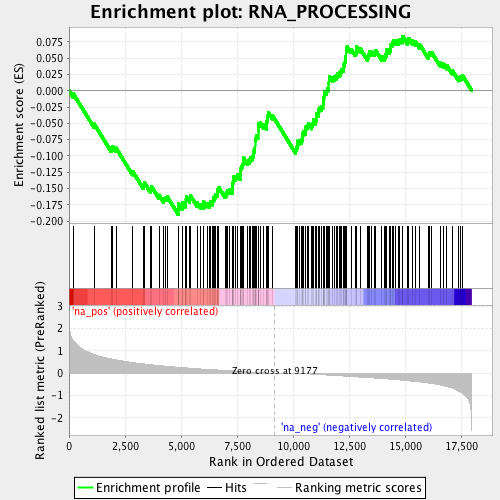 Enrichment plot: RNA_PROCESSING
Enrichment score (ES)
0.075
0.050
0.025
0.000
-0.025
-0.050
-0.075
-0.100
-0.125
-0.150
-0.175
-0.200
Ranked list metric (PreRanked)
3
2
1
0
-1
-2
'na_pos' (positively correlated)
Zero cross at 9177
'na_neg' (negatively correlated)
0
2,500
5,000
7,500
10,000
12,500
15,000
17,500
Rank in Ordered Dataset
Enrichment profile
Hits
Ranking metric scores